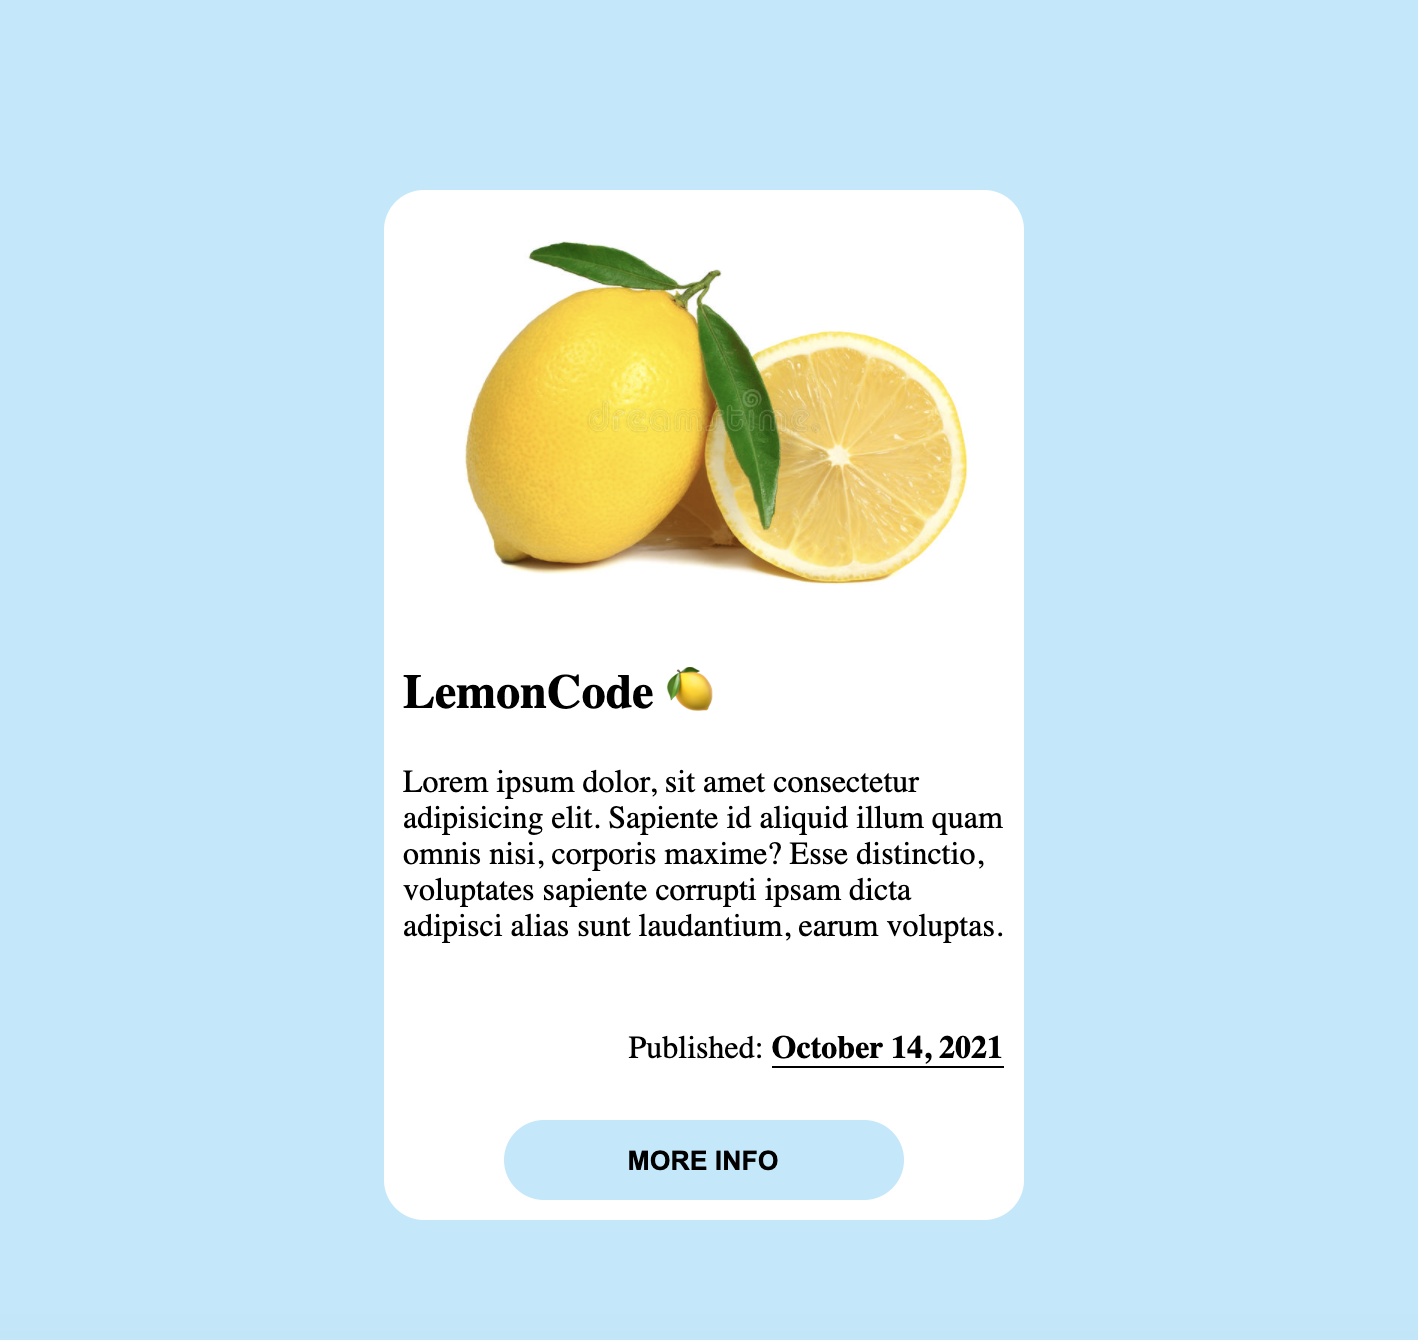 dreamstime.
LemonCode 🍋
Lorem ipsum dolor, sit amet consectetur
adipisicing elit. Sapiente id aliquid illum quam
omnis nisi, corporis maxime? Esse distinctio,
voluptates sapiente corrupti ipsam dicta
adipisci alias sunt laudantium, earum voluptas.
Published: October 14, 2021
MORE INFO